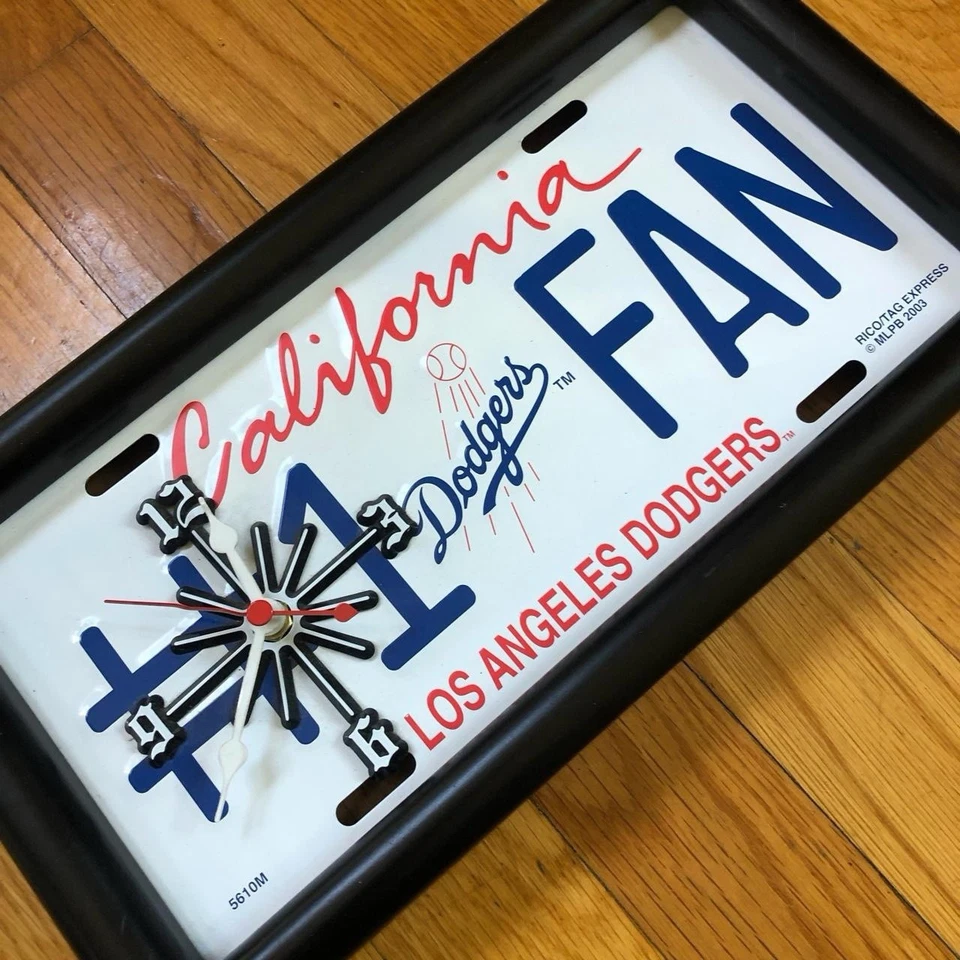 California
#1
Dodgers™
FAN
LOS ANGELES DODGERS™
12
3
6
9
5610M
RICO/TAG EXPRESS
© MLPB 2003